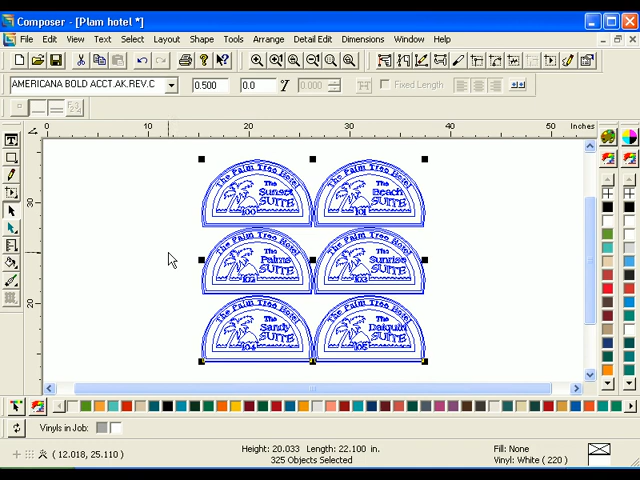 Composer - [Plam hotel *]
File Edit View Text Select Layout Shape Tools Arrange Detail Edit Dimensions Window Help
AMERICANA BOLD ACCT.AK.REV.C 0.500 0.0 0.000 Fixed Length
0 10 20 30 40 50 Inches
30
20
The Palm Tree Hotel
The
Sunset
SUITE
100
The Palm Tree Hotel
The
Beach
SUITE
101
The Palm Tree Hotel
The
Palms
SUITE
102
The Palm Tree Hotel
The
Sunrise
SUITE
103
The Palm Tree Hotel
The
Sandy
SUITE
104
The Palm Tree Hotel
The
Daiquiri
SUITE
105
Vinyls in Job:
(12.018, 25.110)
Height: 20.033 Length: 22.100 in.
325 Objects Selected
Fill: None
Vinyl: White ( 220 )